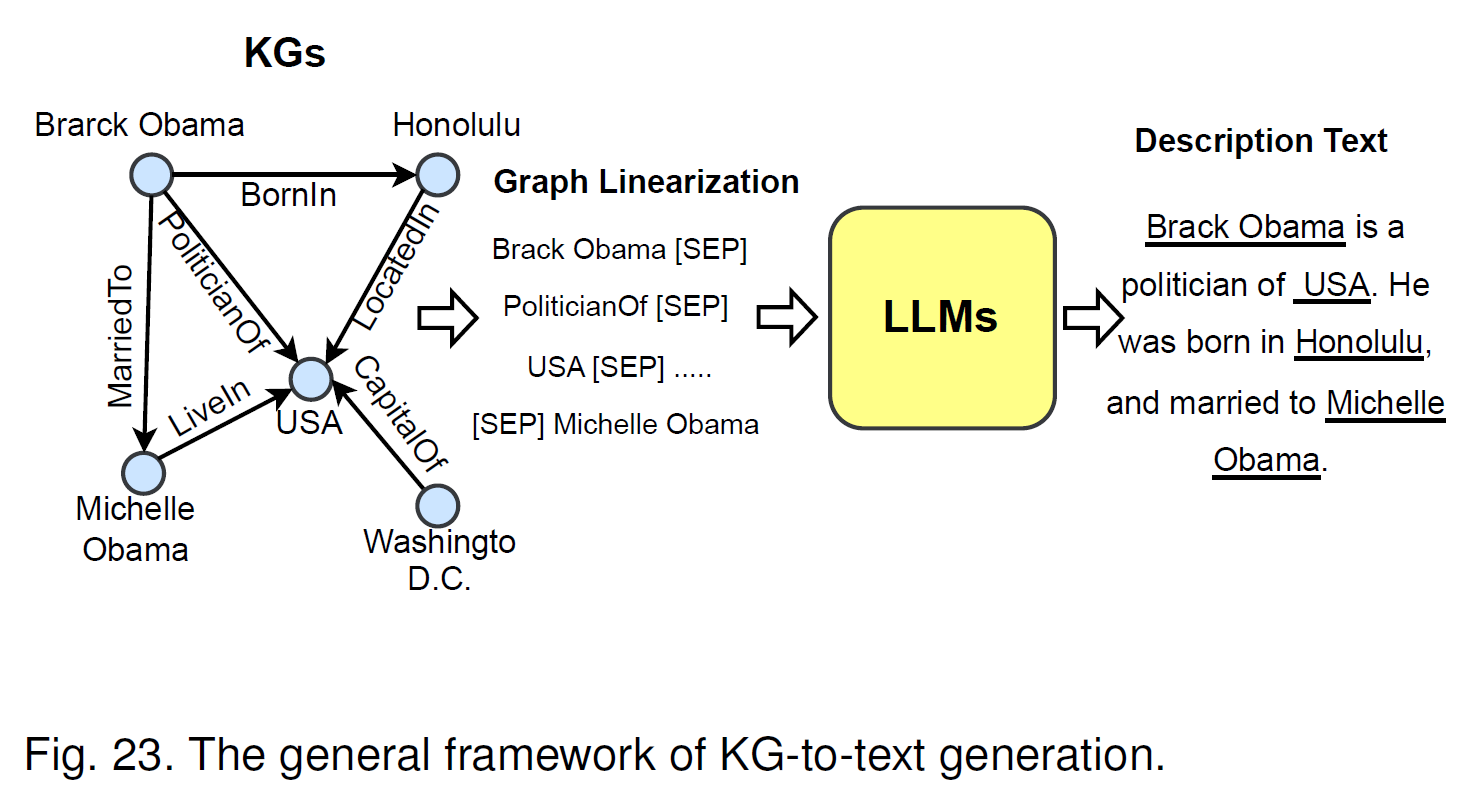 KGs
Brarck Obama
Honolulu
BornIn
PoliticianOf
LocatedIn
MarriedTo
LiveIn
USA
CapitalOf
Michelle
Obama
Washingto
D.C.
Graph Linearization
Brack Obama [SEP]
PoliticianOf [SEP]
USA [SEP] .....
[SEP] Michelle Obama
LLMs
Description Text
Brack Obama is a
politician of USA. He
was born in Honolulu,
and married to Michelle
Obama.
Fig. 23. The general framework of KG-to-text generation.